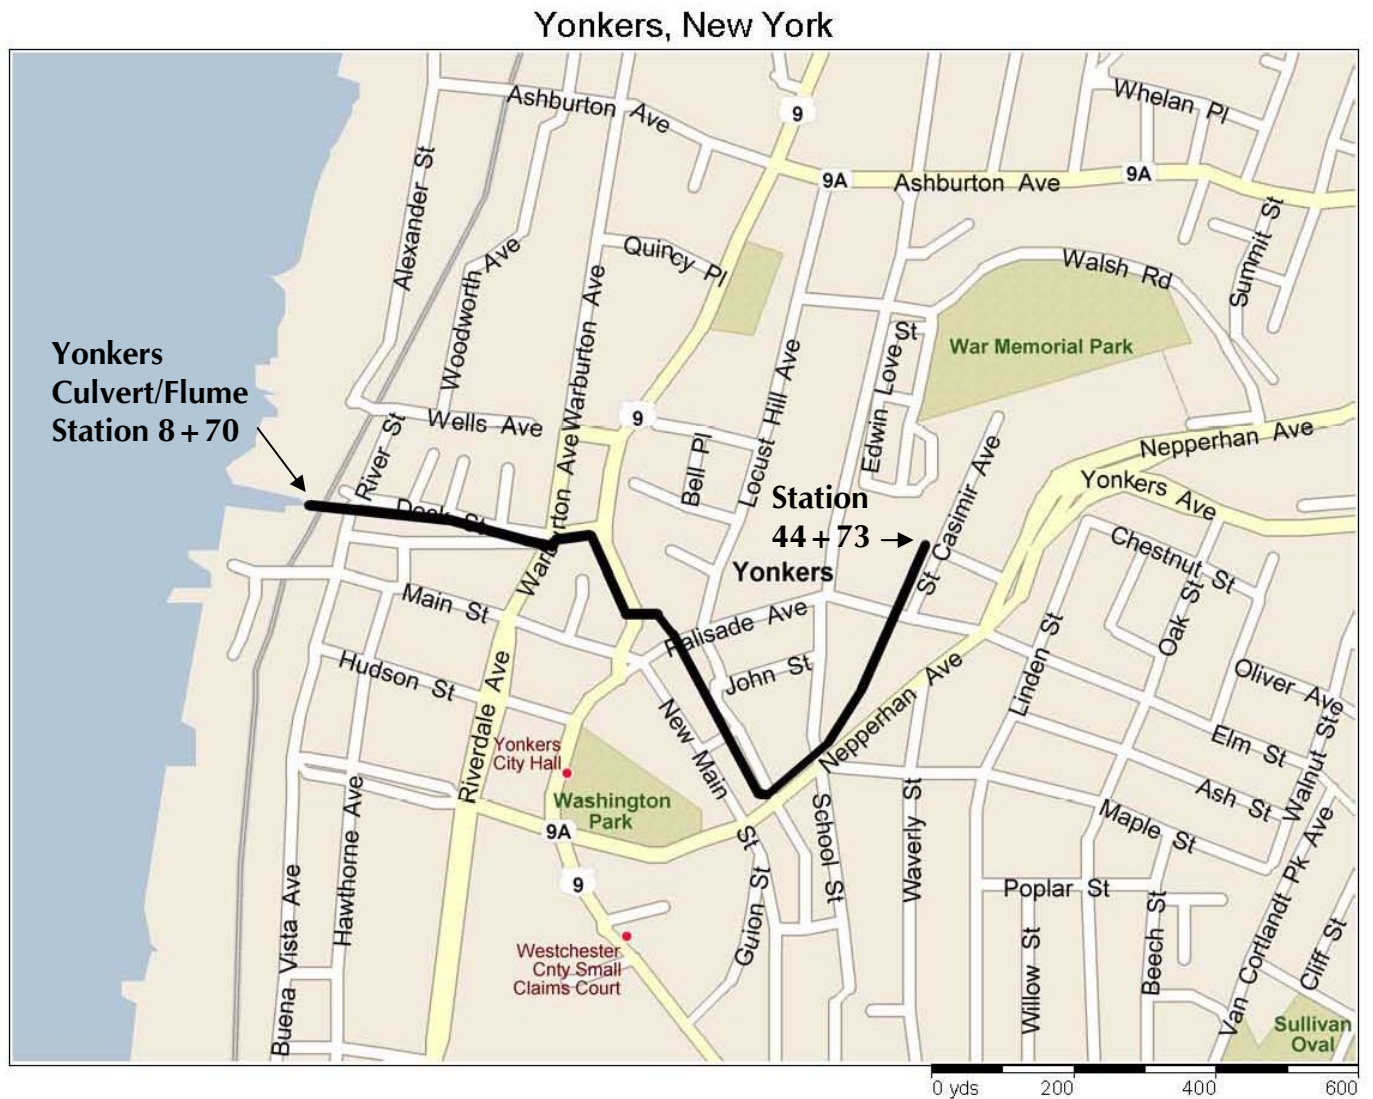 Yonkers, New York
Ashburton Ave
9
Whelan Pl
9A
Ashburton Ave
9A
Alexander St
Summit St
Quincy Pl
Woodworth Ave
Walsh Rd
Warburton Ave
Edwin Love St
War Memorial Park
Yonkers
Culvert/Flume
Station 8+70
Locust Hill Ave
9
Wells Ave
River St
Bell Pl
Nepperhan Ave
Yonkers Ave
Warburton Ave
Dock St
Station
44+73
St Casimir Ave
Yonkers
Chestnut St
Warburton
Main St
Palisade Ave
Oak St
Linden St
John St
Hudson St
Nepperhan Ave
Oliver Ave
Riverdale Ave
New Main St
Elm St
Walnut St
Yonkers
City Hall
Washington
Park
Ash St
Maple St
9A
School St
Waverly St
Hawthorne Ave
9
Poplar St
Guion St
Buena Vista Ave
Westchester
Cnty Small
Claims Court
Willow St
Beech St
Van Cortlandt Pk Ave
Cliff St
Sullivan
Oval
0 yds 200 400 600